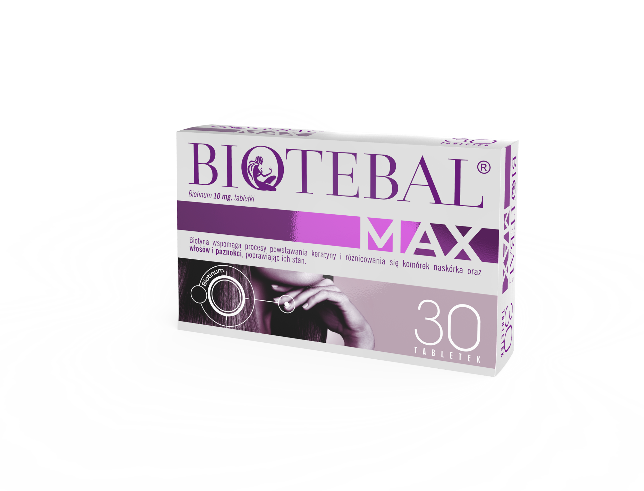 BIOTEBAL®
Biotinum 10 mg, tabletki
MAX
Biotyna wspomaga procesy powstawania keratyny i różnicowania się komórek naskórka oraz
włosów i paznokci, poprawiając ich stan.
Biotinum
30
TABLETEK